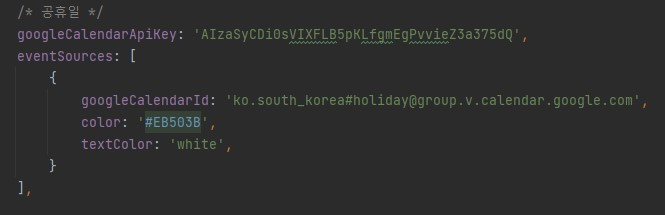 /* 공휴일 */
googleCalendarApiKey: 'AIzaSyCDi0sVIXFLB5pKLfgmEgPvvieZ3a375dQ',
eventSources: [
{
googleCalendarId: 'ko.south_korea#holiday@group.v.calendar.google.com',
color: '#EB503B',
textColor: 'white',
}
],